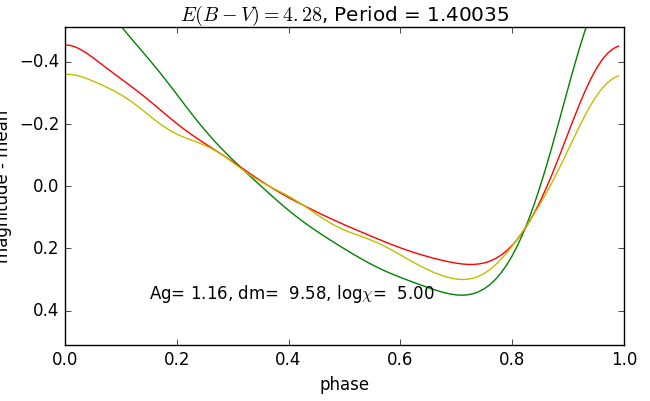 E(B − V) = 4.28, Period = 1.40035
magnitude - mean
−0.4
−0.2
0.0
0.2
0.4
Ag= 1.16, dm= 9.58, logχ= 5.00
0.0 0.2 0.4 0.6 0.8 1.0
phase